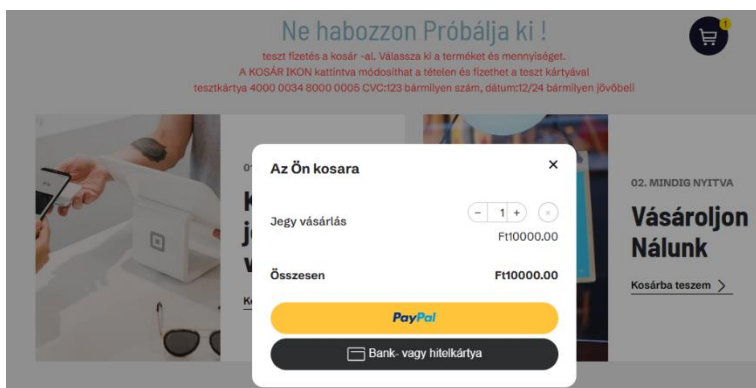 Ne habozzon Próbálja ki !
1
teszt fizetés a kosár -al. Válassza ki a terméket és mennyiséget.
A KOSÁR IKON kattintva módosíthat a tételen és fizethet a teszt kártyával
tesztkártya 4000 0034 8000 0005 CVC:123 bármilyen szám, dátum:12/24 bármilyen jövőbeli
Az Ön kosara
×
Jegy vásárlás
- 1 + ×
Ft10000.00
Összesen
Ft10000.00
PayPal
Bank- vagy hitelkártya
02. MINDIG NYITVA
Vásároljon
Nálunk
Kosárba teszem >